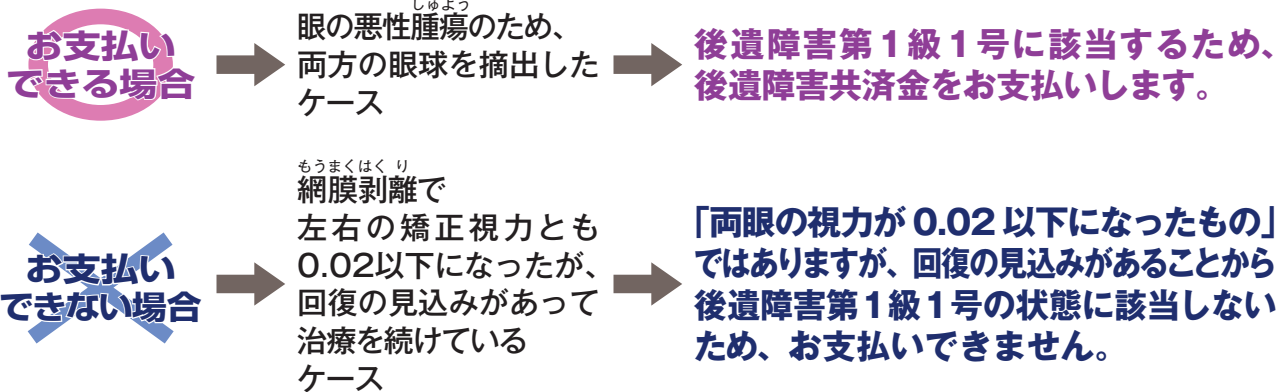 お支払い
できる場合
しゅよう
眼の悪性腫瘍のため、
両方の眼球を摘出した
ケース
後遺障害第1級1号に該当するため、
後遺障害共済金をお支払いします。
お支払い
できない場合
もうまくはくり
網膜剥離で
左右の矯正視力とも
0.02以下になったが、
回復の見込みがあって
治療を続けている
ケース
「両眼の視力が0.02以下になったもの」
ではありますが、回復の見込みがあることから
後遺障害第1級1号の状態に該当しない
ため、お支払いできません。